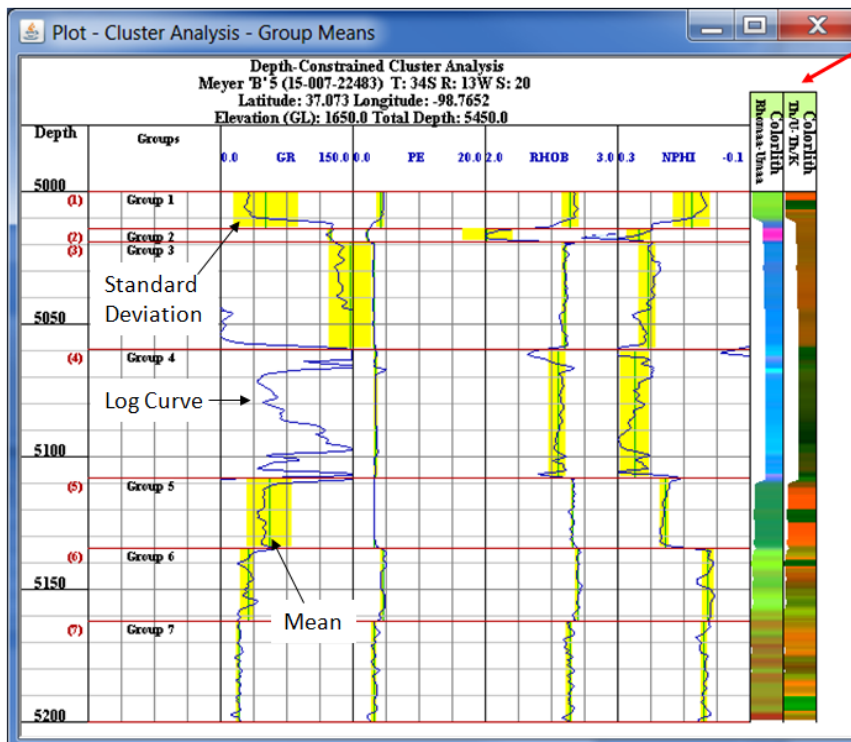 Plot - Cluster Analysis - Group Means
Depth-Constrained Cluster Analysis
Meyer 'B' 5 (15-007-22483) T: 34S R: 13W S: 20
Latitude: 37.073 Longitude: -98.7652
Elevation (GL): 1650.0 Total Depth: 5450.0
Depth Groups
0.0 GR 150.0 0.0 PE 20.0 2.0 RHOB 3.0 0.3 NPHI -0.1
Colorlith
Rhomaa-Umaa
Colorlith
Th/U-Th/K
5000
(1) Group 1
(2) Group 2
(3) Group 3
Standard
Deviation
5050
(4) Group 4
Log Curve
5100
(5) Group 5
(6) Group 6
5150
Mean
(7) Group 7
5200